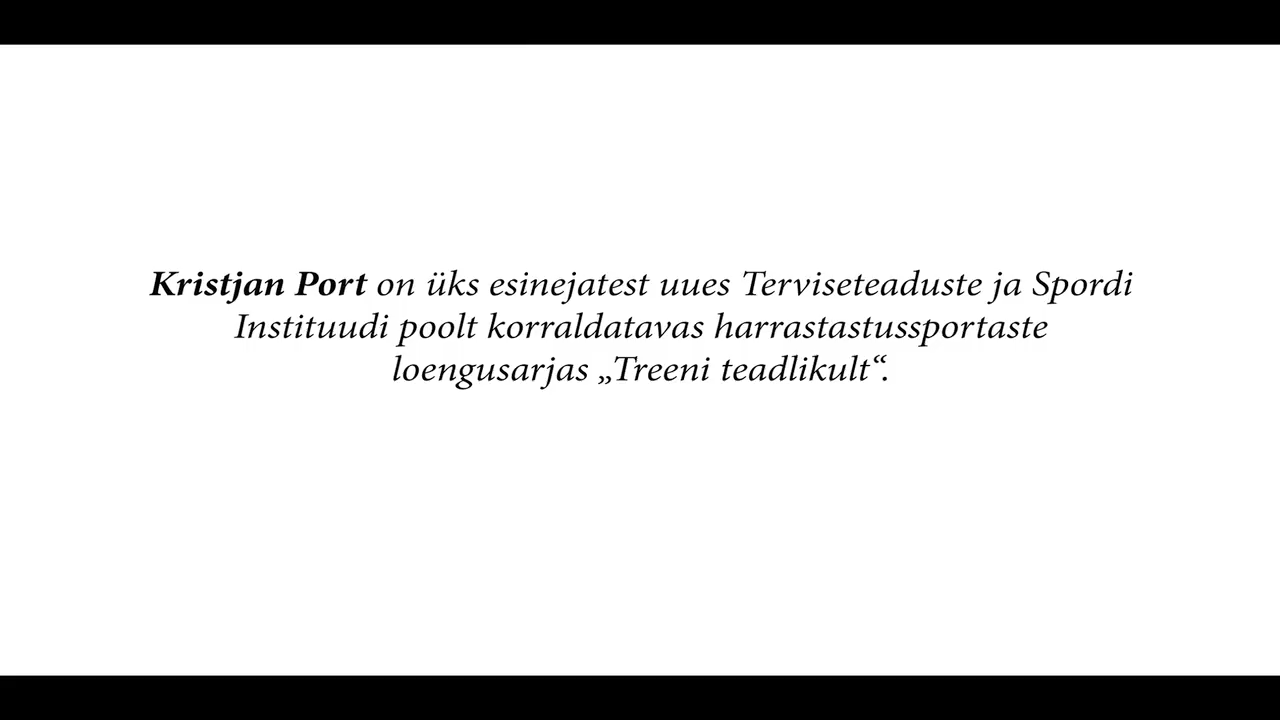 Kristjan Port on üks esinejatest uues Terviseteaduste ja Spordi
Instituudi poolt korraldatavas harrastastussportaste
loengusarjas „Treeni teadlikult“.